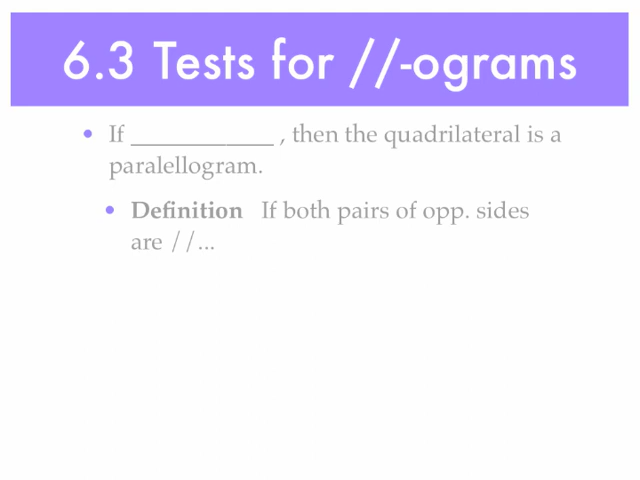 6.3 Tests for //-ograms
• If ____________ , then the quadrilateral is a
paralellogram.
• Definition If both pairs of opp. sides
are //...